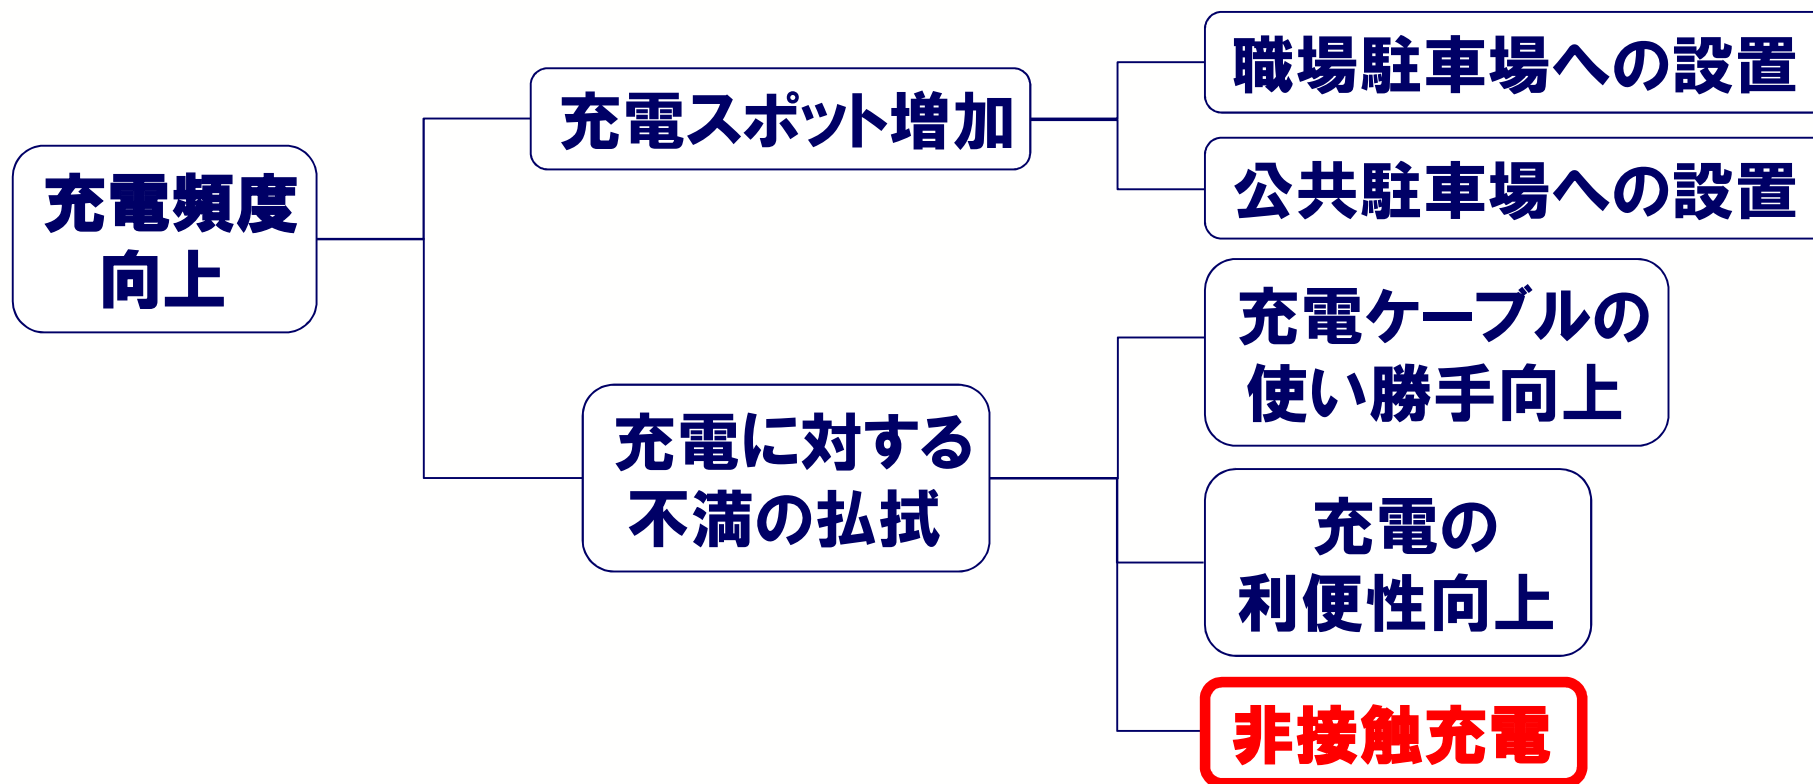 充電頻度
向上
充電スポット増加
職場駐車場への設置
公共駐車場への設置
充電に対する
不満の払拭
充電ケーブルの
使い勝手向上
充電の
利便性向上
非接触充電